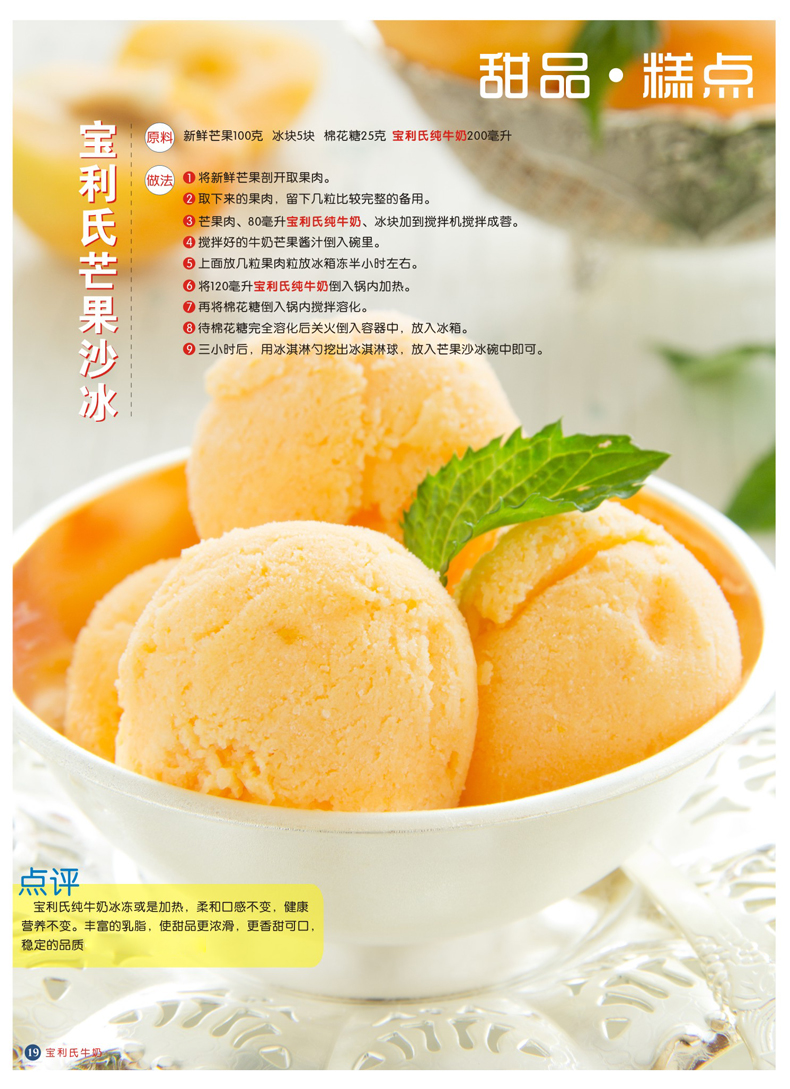 甜品·糕点
宝利氏芒果沙冰
原料 新鲜芒果100克 冰块5块 棉花糖25克 宝利氏纯牛奶200毫升
做法 1 将新鲜芒果剖开取果肉。
2 取下来的果肉，留下几粒比较完整的备用。
3 芒果肉、80毫升宝利氏纯牛奶、冰块加到搅拌机搅拌成蓉。
4 搅拌好的牛奶芒果酱汁倒入碗里。
5 上面放几粒果肉粒放冰箱冻半小时左右。
6 将120毫升宝利氏纯牛奶倒入锅内加热。
7 再将棉花糖倒入锅内搅拌溶化。
8 待棉花糖完全溶化后关火倒入容器中，放入冰箱。
9 三小时后，用冰淇淋勺挖出冰淇淋球，放入芒果沙冰碗中即可。
点评
宝利氏纯牛奶冰冻或是加热，柔和口感不变，健康
营养不变。丰富的乳脂，使甜品更浓滑，更香甜可口，
稳定的品质
19 宝利氏牛奶